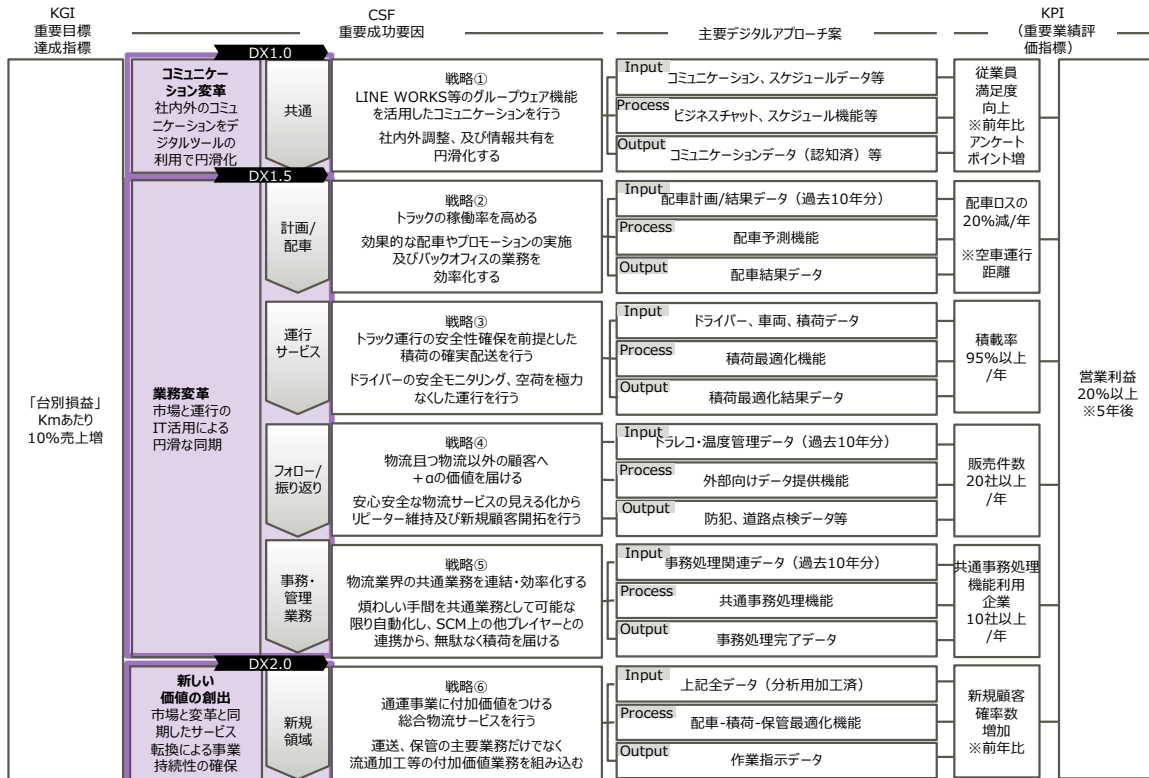 KGI
重要目標
達成指標
CSF
重要成功要因
主要デジタルアプローチ案
KPI
(重要業績評
価指標)
「台別損益」
Kmあたり
10%売上増
DX1.0
コミュニケー
ション変革
社内外のコミュ
ニケーションをデ
ジタルツールの
利用で円滑化
共通
戦略①
LINE WORKS等のグループウェア機能
を活用したコミュニケーションを行う
社内外調整、及び情報共有を
円滑化する
Input
コミュニケーション、スケジュールデータ等
Process
ビジネスチャット、スケジュール機能等
Output
コミュニケーションデータ（認知済）等
従業員
満足度
向上
※前年比
アンケート
ポイント増
DX1.5
業務変革
市場と運行の
IT活用による
円滑な同期
計画/
配車
戦略②
トラックの稼働率を高める
効果的な配車やプロモーションの実施
及びバックオフィスの業務を
効率化する
Input
配車計画/結果データ（過去10年分）
Process
配車予測機能
Output
配車結果データ
配車ロスの
20%減/年
※空車運行
距離
運行
サービス
戦略③
トラック運行の安全性確保を前提とした
積荷の確実配送を行う
ドライバーの安全モニタリング、空荷を極力
なくした運行を行う
Input
ドライバー、車両、積荷データ
Process
積荷最適化機能
Output
積荷最適化結果データ
積載率
95%以上
/年
フォロー/
振り返り
戦略④
物流且つ物流以外の顧客へ
+αの価値を届ける
安心安全な物流サービスの見える化から
リピーター維持及び新規顧客開拓を行う
Input
ドラレコ・温度管理データ（過去10年分）
Process
外部向けデータ提供機能
Output
防犯、道路点検データ等
販売件数
20社以上
/年
事務・
管理
業務
戦略⑤
物流業界の共通業務を連結・効率化する
煩わしい手間を共通業務として可能な
限り自動化し、SCM上の他プレイヤーとの
連携から、無駄なく積荷を届ける
Input
事務処理関連データ（過去10年分）
Process
共通事務処理機能
Output
事務処理完了データ
共通事務処理
機能利用
企業
10社以上
/年
DX2.0
新しい
価値の創出
市場と変革と同
期したサービス
転換による事業
持続性の確保
新規
領域
戦略⑥
通運事業に付加価値をつける
総合物流サービスを行う
運送、保管の主要業務だけでなく
流通加工等の付加価値業務を組み込む
Input
上記全データ（分析用加工済）
Process
配車-積荷-保管最適化機能
Output
作業指示データ
新規顧客
確率数
増加
※前年比
営業利益
20%以上
※5年後